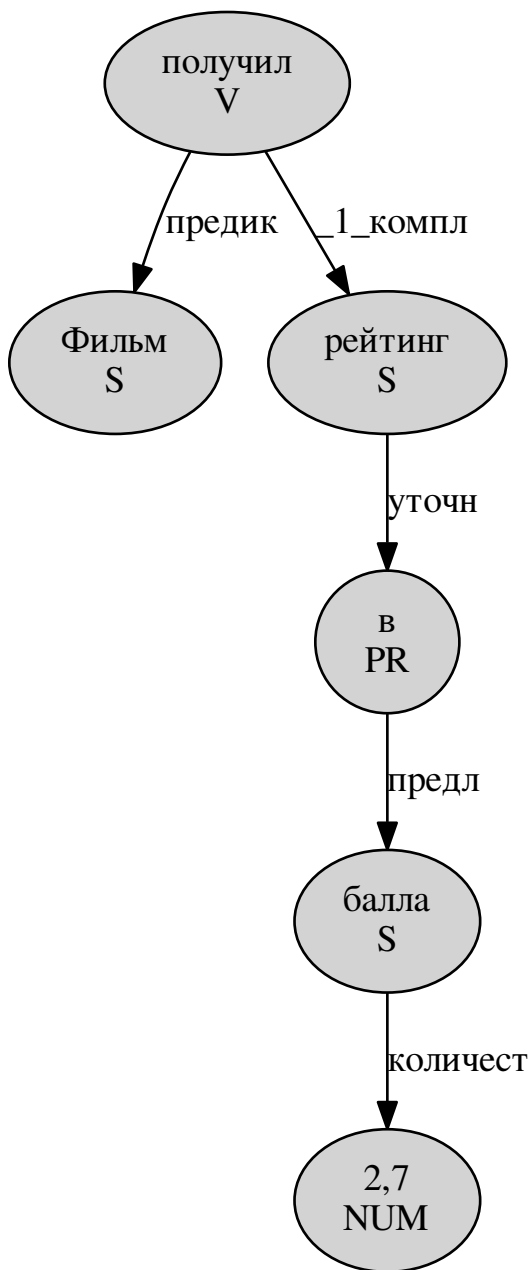 получил
V
предик
_1_компл
Фильм
S
рейтинг
S
уточн
в
PR
предл
балла
S
количест
2,7
NUM